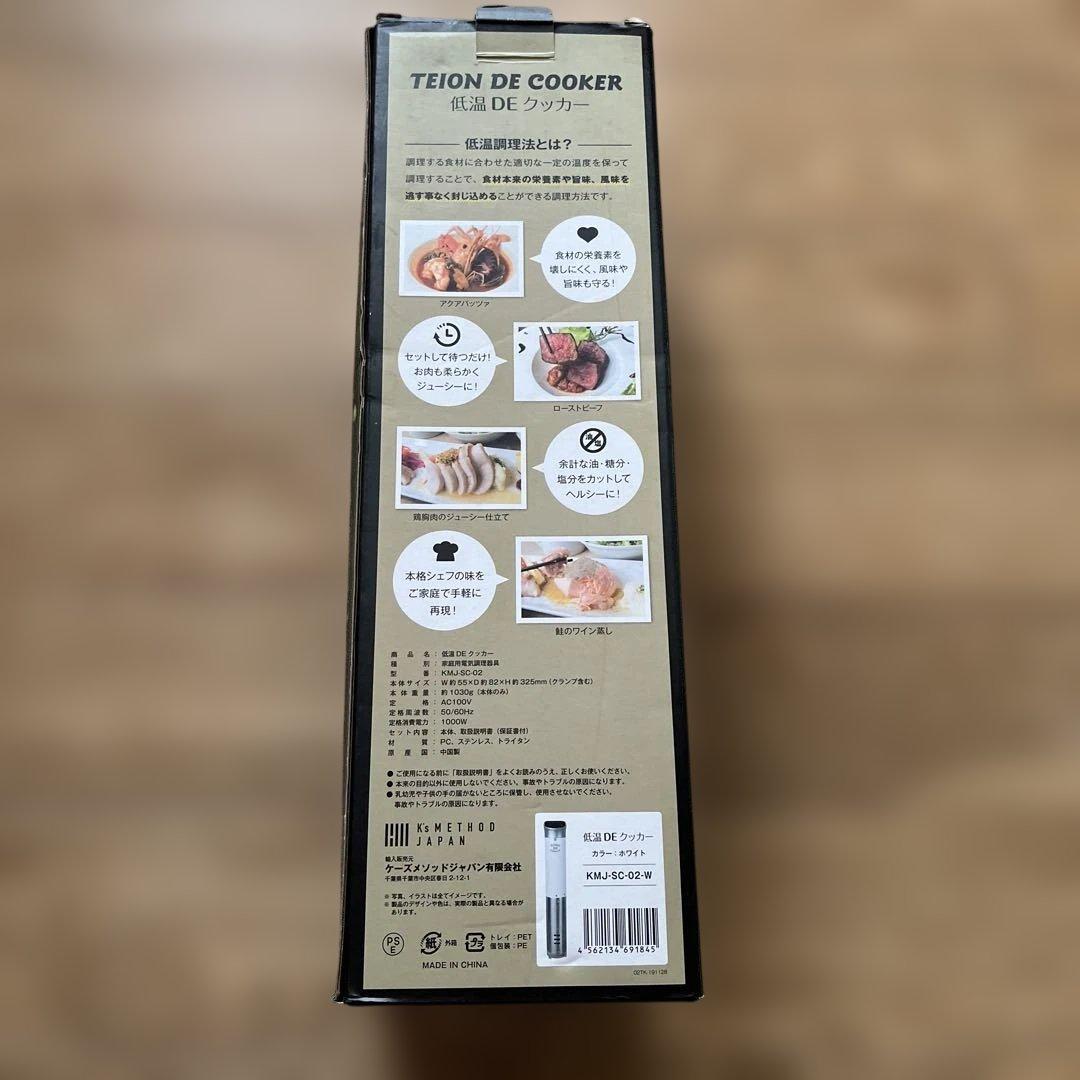 TEION DE COOKER
低温 DE クッカー
低温調理法とは？
調理する食材に合わせた適切な一定の温度を保って
調理することで、食材本来の栄養素や旨味、風味を
逃す事なく封じ込めることができる調理方法です。
食材の栄養素を
壊しにくく、風味や
旨味も守る！
アクアパッツァ
セットして待つだけ！
お肉も柔らかく
ジューシーに！
ローストビーフ
油 塩
余計な油・糖分・
塩分をカットして
ヘルシーに！
鶏胸肉のジューシー仕立て
本格シェフの味を
ご家庭で手軽に
再現！
鮭のワイン蒸し
商品名：低温 DE クッカー
種別：家庭用電気調理器具
型番：KMJ-SC-02
本体サイズ：W 約 55×D 約 82×H 約 325mm（クランプ含む）
本体重量：約 1030g（本体のみ）
定格：AC100V
定格周波数：50/60Hz
定格消費電力：1000W
セット内容：本体、取扱説明書（保証書付）
材質：PC、ステンレス、トライタン
原産国：中国製
● ご使用になる前に「取扱説明書」をよくお読みのうえ、正しくお使いください。
● 本来の目的以外に使用しないでください。事故やトラブルの原因になります。
● 乳幼児や子供の手の届かないところに保管し、使用させないでください。
事故やトラブルの原因になります。
K's METHOD
JAPAN
輸入販売元
ケーズメソッドジャパン有限会社
千葉県千葉市中央区春日 2-12-1
※ 写真、イラストは全てイメージです。
※ 製品のデザインや色は、実際の製品と異なる場合が
あります。
PS
E
紙 外箱
プラ
トレイ：PET
個包装：PE
MADE IN CHINA
低温 DE クッカー
カラー：ホワイト
KMJ-SC-02-W
4 562134 691845
02TK-191128